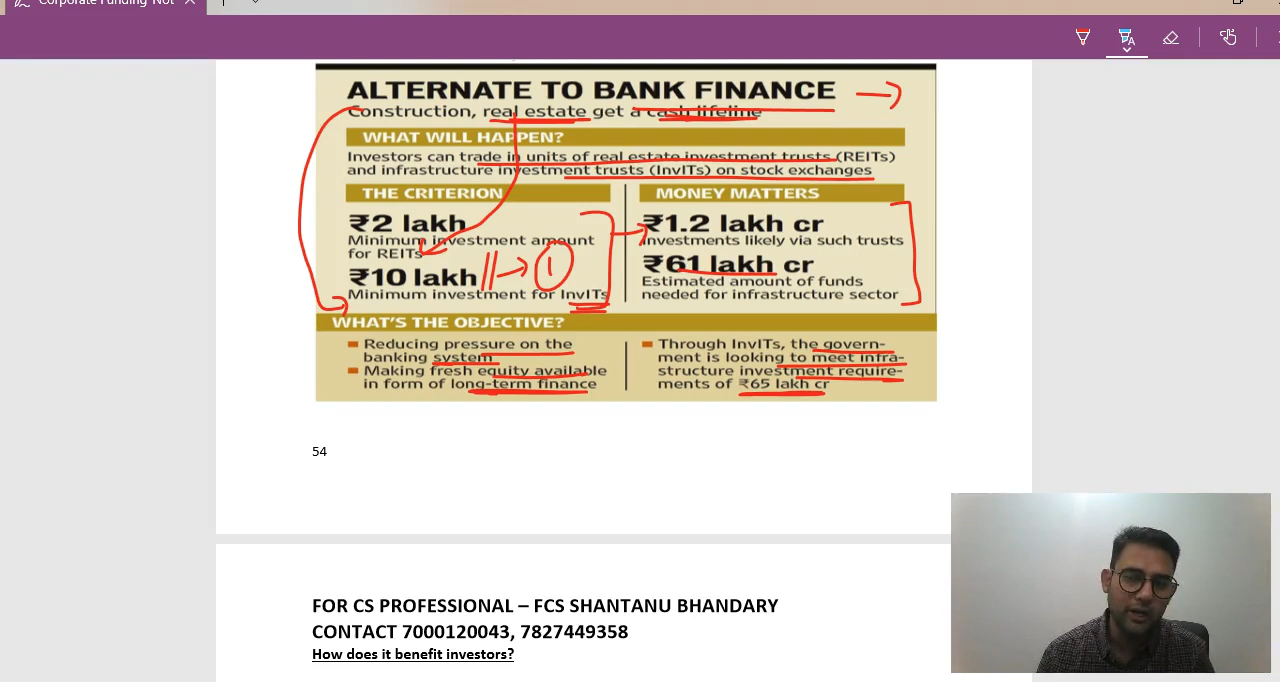 Corporate Funding-Not
ALTERNATE TO BANK FINANCE
Construction, real estate get a cash lifeline
WHAT WILL HAPPEN?
Investors can trade in units of real estate investment trusts (REITs)
and infrastructure investment trusts (InvITs) on stock exchanges
THE CRITERION
₹2 lakh
Minimum investment amount
for REITs
₹10 lakh
1
Minimum investment for InvITs
MONEY MATTERS
₹1.2 lakh cr
Investments likely via such trusts
₹61 lakh cr
Estimated amount of funds
needed for infrastructure sector
WHAT'S THE OBJECTIVE?
Reducing pressure on the
banking system
Making fresh equity available
in form of long-term finance
Through InvITs, the govern-
ment is looking to meet infra-
structure investment require-
ments of ₹65 lakh cr
54
FOR CS PROFESSIONAL – FCS SHANTANU BHANDARY
CONTACT 7000120043, 7827449358
How does it benefit investors?